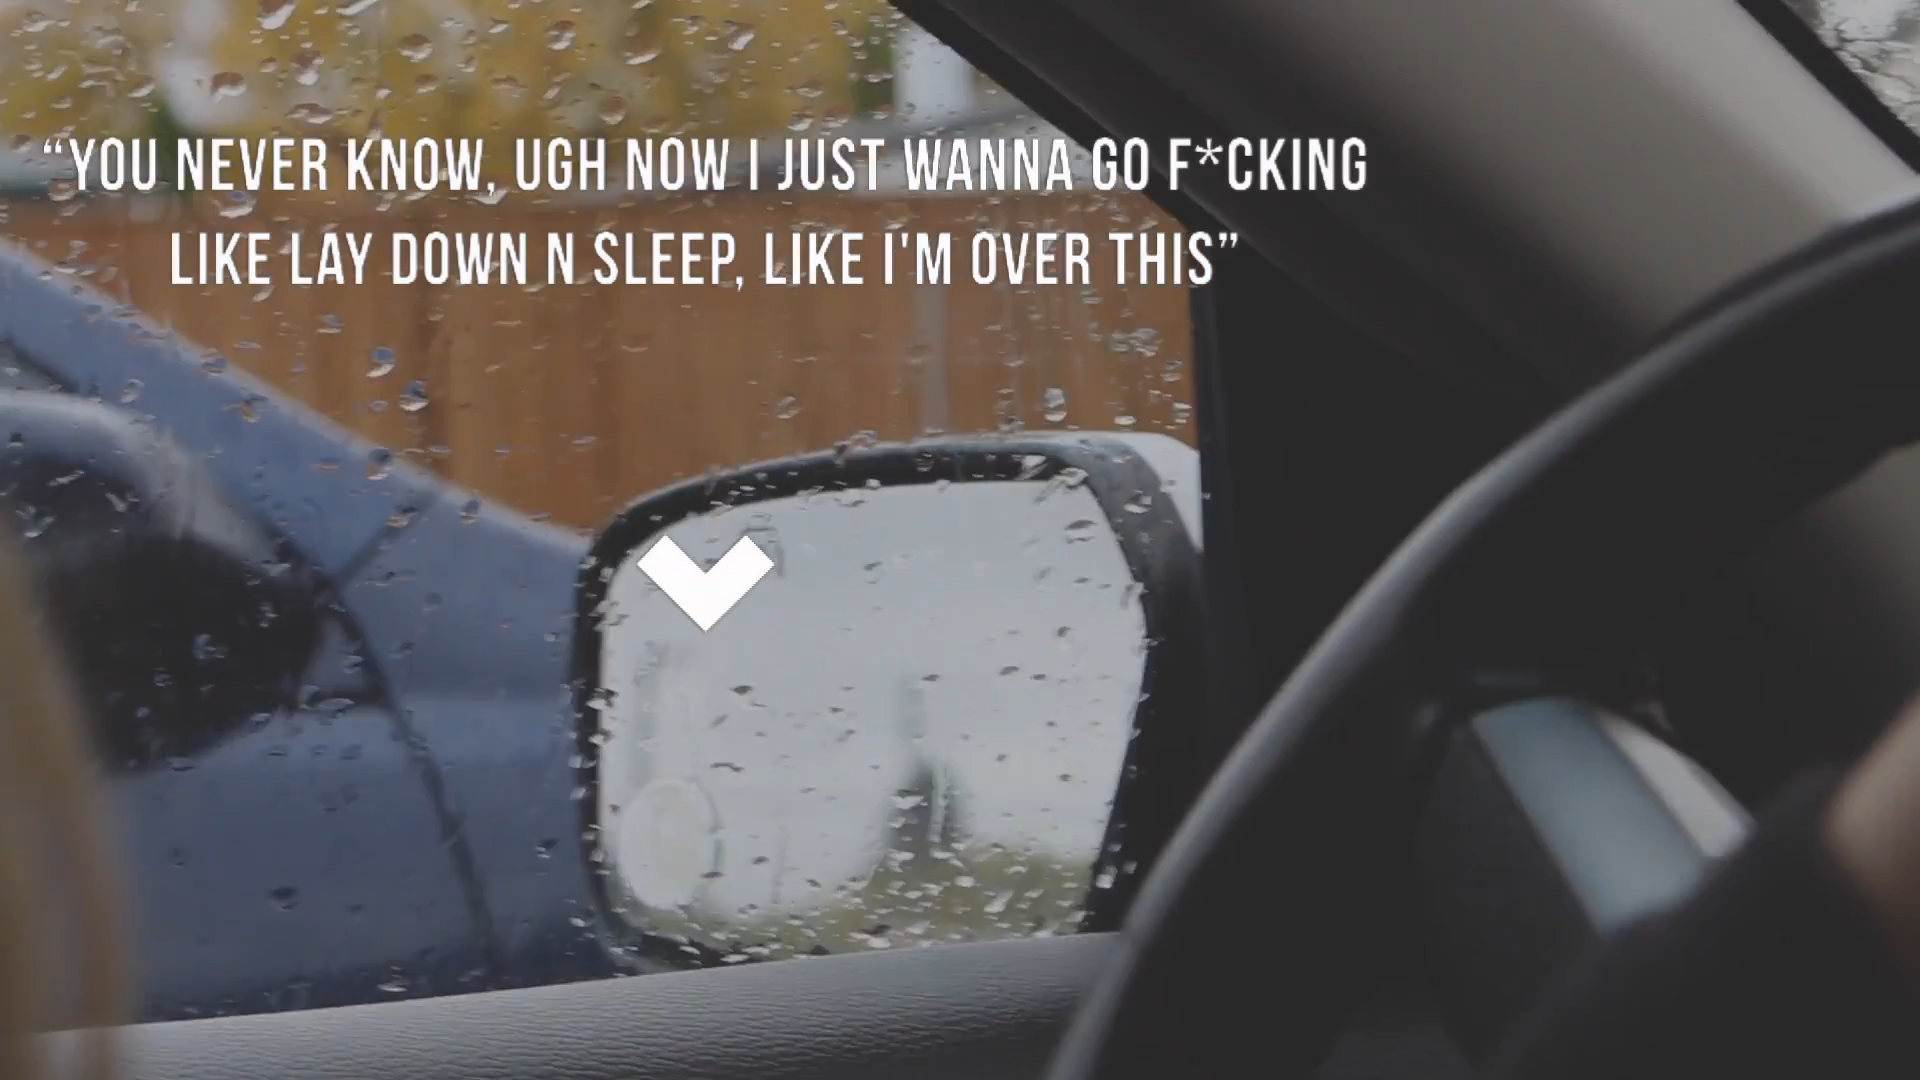 “YOU NEVER KNOW, UGH NOW I JUST WANNA GO F*CKING
LIKE LAY DOWN N SLEEP, LIKE I'M OVER THIS”